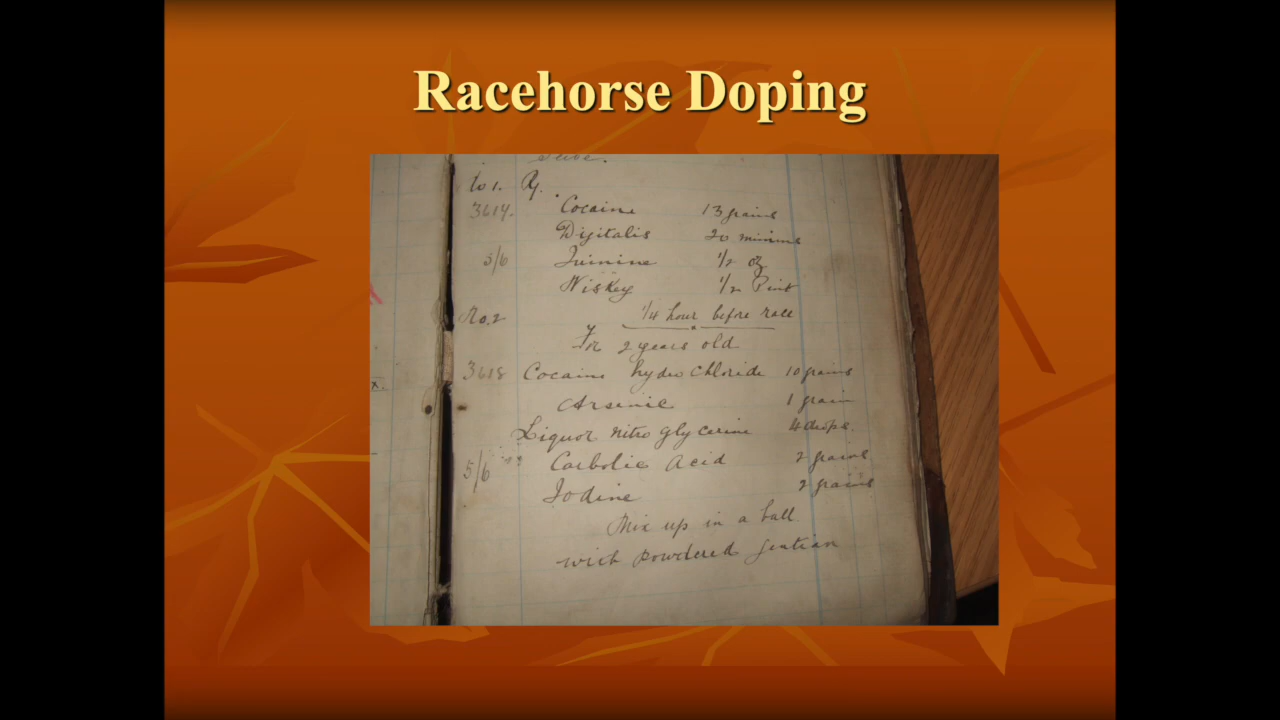 Racehorse Doping
No 1. Rx.
3617. Cocaine 13 grains
Digitalis 20 minims
5/6 Quinine 1/2 oz
Wiskey 1/2 Pint
No. 2 1/4 hour before race
For 2 years old
3618 Cocaine hydrochloride 10 grains
Arsenic 1 grain
Liquor nitro glycerine 4 drops.
5/6 Carbolic Acid 2 grains
Iodine 2 grains
Mix up in a ball
with powdered gentian